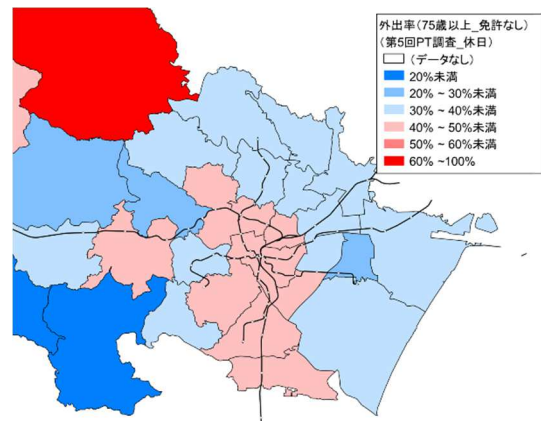 外出率(75歳以上_免許なし)
(第5回PT調査_休日)
(データなし)
20%未満
20% ~ 30%未満
30% ~ 40%未満
40% ~ 50%未満
50% ~ 60%未満
60% ~100%